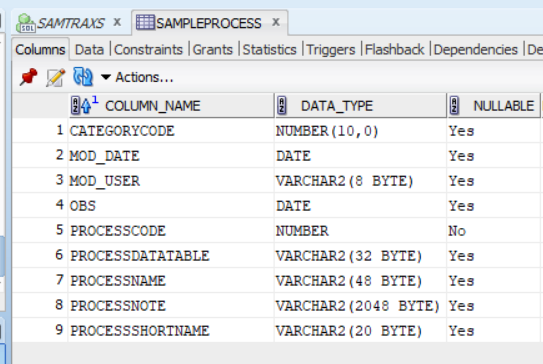 SAMTRAXS x SAMPLEPROCESS x
Columns Data |Constraints |Grants |Statistics |Triggers |Flashback |Dependencies |De
Actions...
1 COLUMN_NAME DATA_TYPE NULLABLE
1 CATEGORYCODE NUMBER(10,0) Yes
2 MOD_DATE DATE Yes
3 MOD_USER VARCHAR2(8 BYTE) Yes
4 OBS DATE Yes
5 PROCESSCODE NUMBER No
6 PROCESSDATATABLE VARCHAR2(32 BYTE) Yes
7 PROCESSNAME VARCHAR2(48 BYTE) Yes
8 PROCESSNOTE VARCHAR2(2048 BYTE) Yes
9 PROCESSSHORTNAME VARCHAR2(20 BYTE) Yes